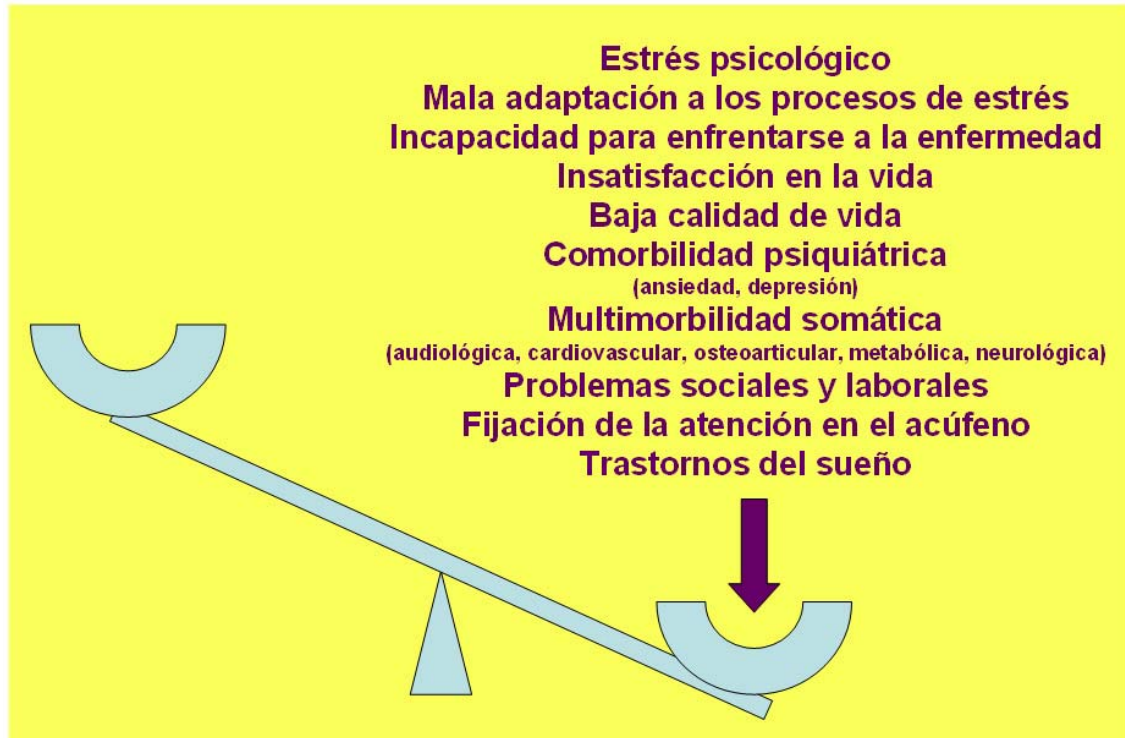 Estrés psicológico
Mala adaptación a los procesos de estrés
Incapacidad para enfrentarse a la enfermedad
Insatisfacción en la vida
Baja calidad de vida
Comorbilidad psiquiátrica
(ansiedad, depresión)
Multimorbilidad somática
(audiológica, cardiovascular, osteoarticular, metabólica, neurológica)
Problemas sociales y laborales
Fijación de la atención en el acúfeno
Trastornos del sueño